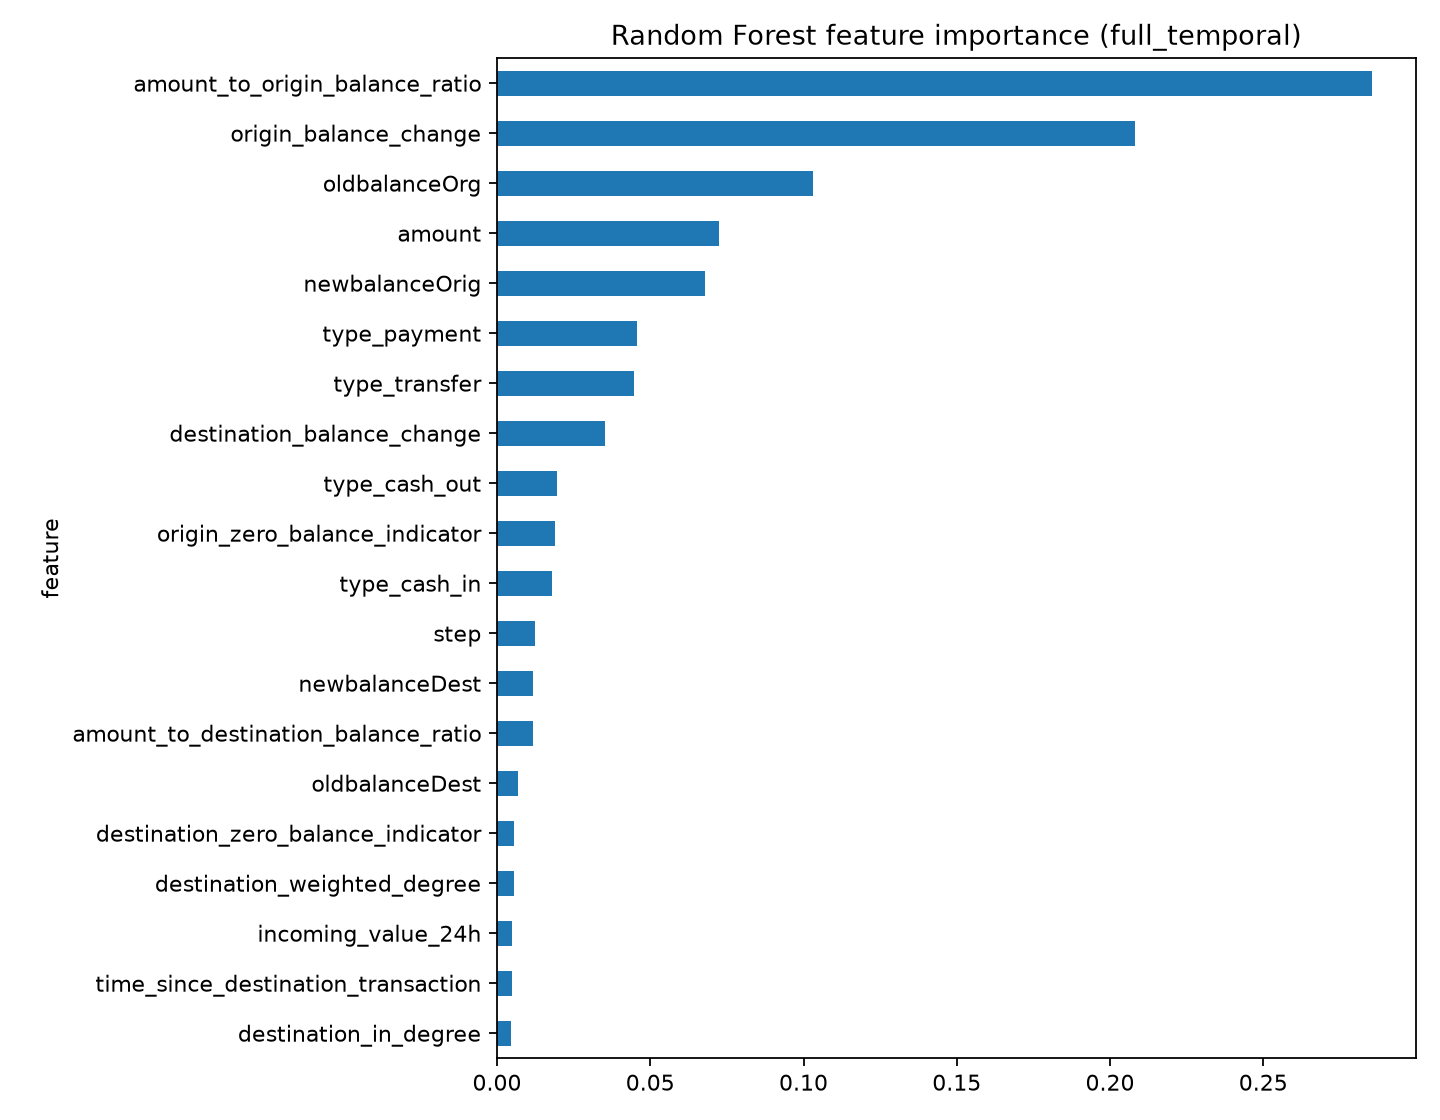 Random Forest feature importance (full_temporal)
amount_to_origin_balance_ratio
origin_balance_change
oldbalanceOrg
amount
newbalanceOrig
type_payment
type_transfer
destination_balance_change
type_cash_out
origin_zero_balance_indicator
type_cash_in
step
newbalanceDest
amount_to_destination_balance_ratio
oldbalanceDest
destination_zero_balance_indicator
destination_weighted_degree
incoming_value_24h
time_since_destination_transaction
destination_in_degree
feature
0.00 0.05 0.10 0.15 0.20 0.25